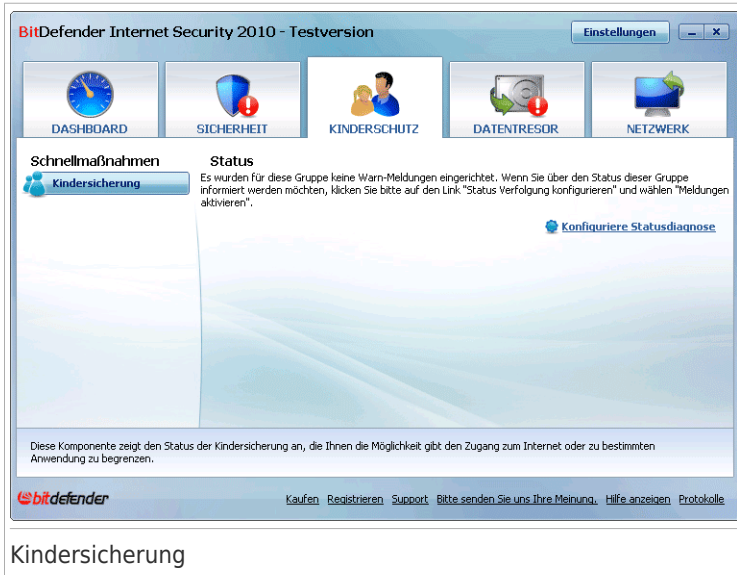 BitDefender Internet Security 2010 - Testversion
Einstellungen
DASHBOARD
SICHERHEIT
KINDERSCHUTZ
DATENTRESOR
NETZWERK
Schnellmaßnahmen
Kindersicherung
Status
Es wurden für diese Gruppe keine Warn-Meldungen eingerichtet. Wenn Sie über den Status dieser Gruppe
informiert werden möchten, klicken Sie bitte auf den Link "Status Verfolgung konfigurieren" und wählen "Meldungen
aktivieren".
Konfiguriere Statusdiagnose
Diese Komponente zeigt den Status der Kindersicherung an, die Ihnen die Möglichkeit gibt den Zugang zum Internet oder zu bestimmten
Anwendung zu begrenzen.
bitdefender
Kaufen Registrieren Support Bitte senden Sie uns Ihre Meinung. Hilfe anzeigen Protokolle
Kindersicherung